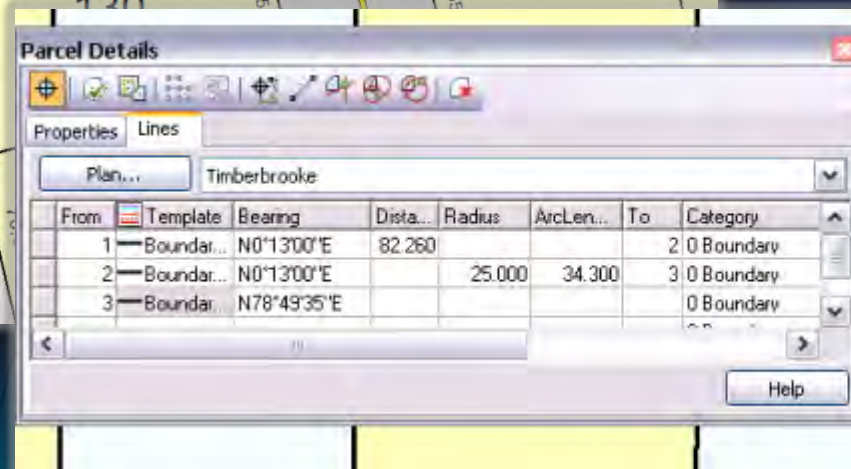 130
Parcel Details
Properties Lines
Plan... Timberbrooke
From Template Bearing Dista... Radius ArcLen... To Category
1 Boundar... N0°13'00"E 82.260 2 0 Boundary
2 Boundar... N0°13'00"E 25.000 34.300 3 0 Boundary
3 Boundar N78°49'35"E 0 Boundary
Help